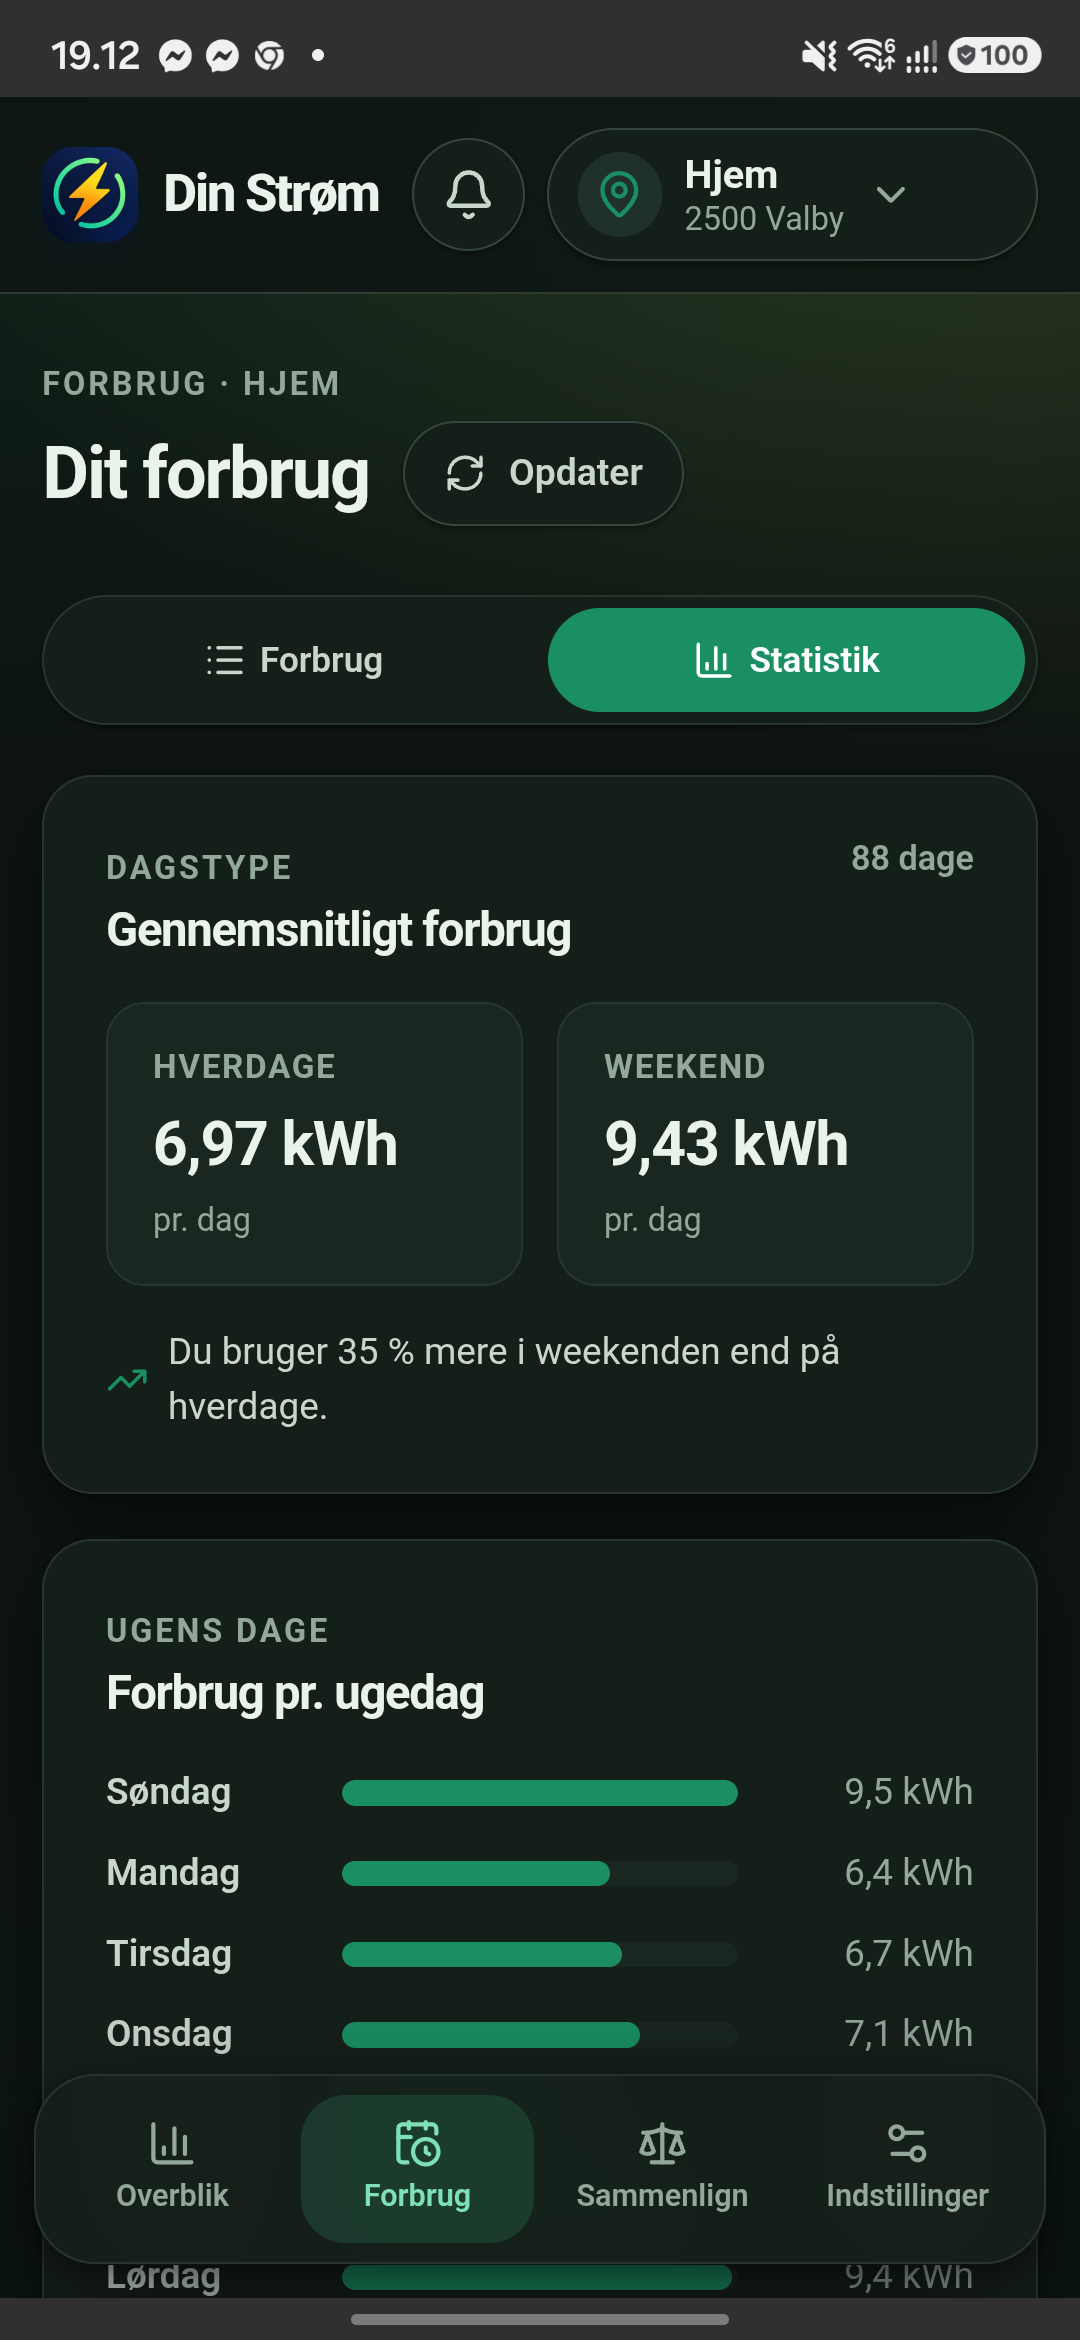 19.12
6
100
Din Strøm
Hjem
2500 Valby
FORBRUG · HJEM
Dit forbrug
Opdater
Forbrug
Statistik
DAGSTYPE
88 dage
Gennemsnitligt forbrug
HVERDAGE
6,97 kWh
pr. dag
WEEKEND
9,43 kWh
pr. dag
Du bruger 35 % mere i weekenden end på
hverdage.
UGENS DAGE
Forbrug pr. ugedag
Søndag 9,5 kWh
Mandag 6,4 kWh
Tirsdag 6,7 kWh
Onsdag 7,1 kWh
Overblik
Forbrug
Sammenlign
Indstillinger
Lørdag 9,4 kWh